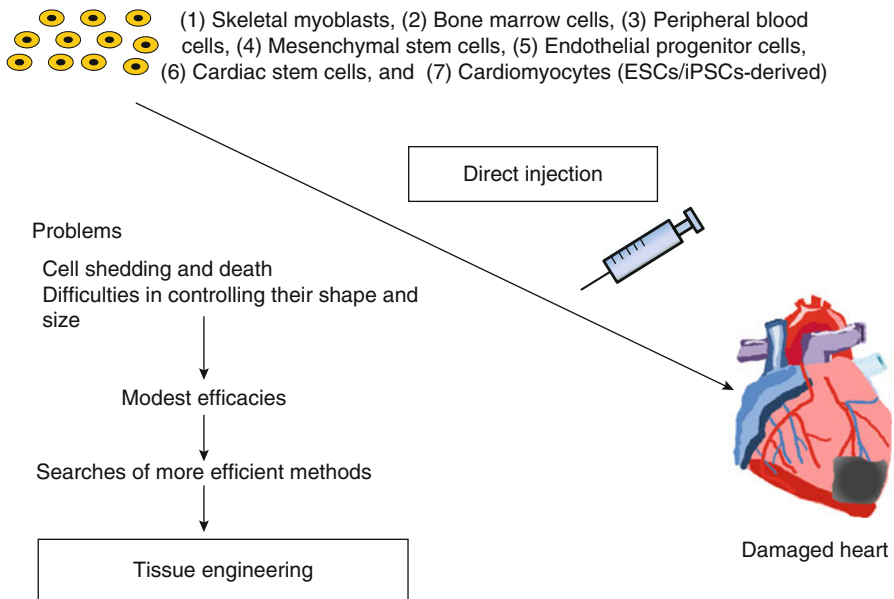 (1) Skeletal myoblasts, (2) Bone marrow cells, (3) Peripheral blood
cells, (4) Mesenchymal stem cells, (5) Endothelial progenitor cells,
(6) Cardiac stem cells, and (7) Cardiomyocytes (ESCs/iPSCs-derived)
Direct injection
Problems
Cell shedding and death
Difficulties in controlling their shape and
size
Modest efficacies
Searches of more efficient methods
Tissue engineering
Damaged heart